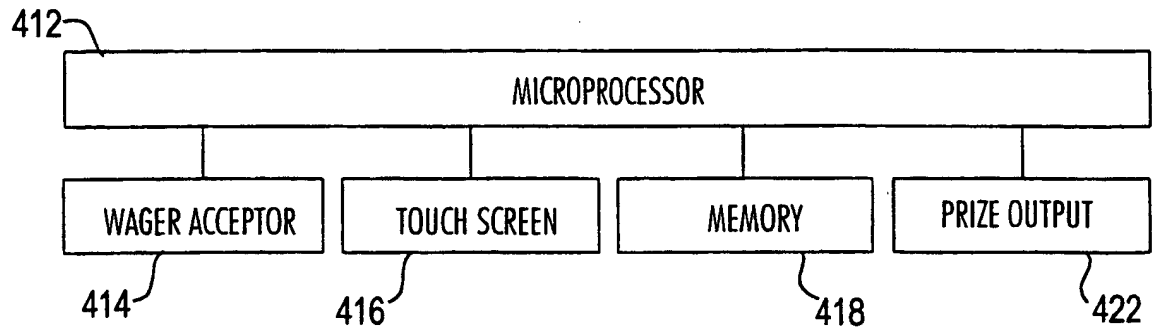 412
MICROPROCESSOR
WAGER ACCEPTOR
TOUCH SCREEN
MEMORY
PRIZE OUTPUT
414
416
418
422